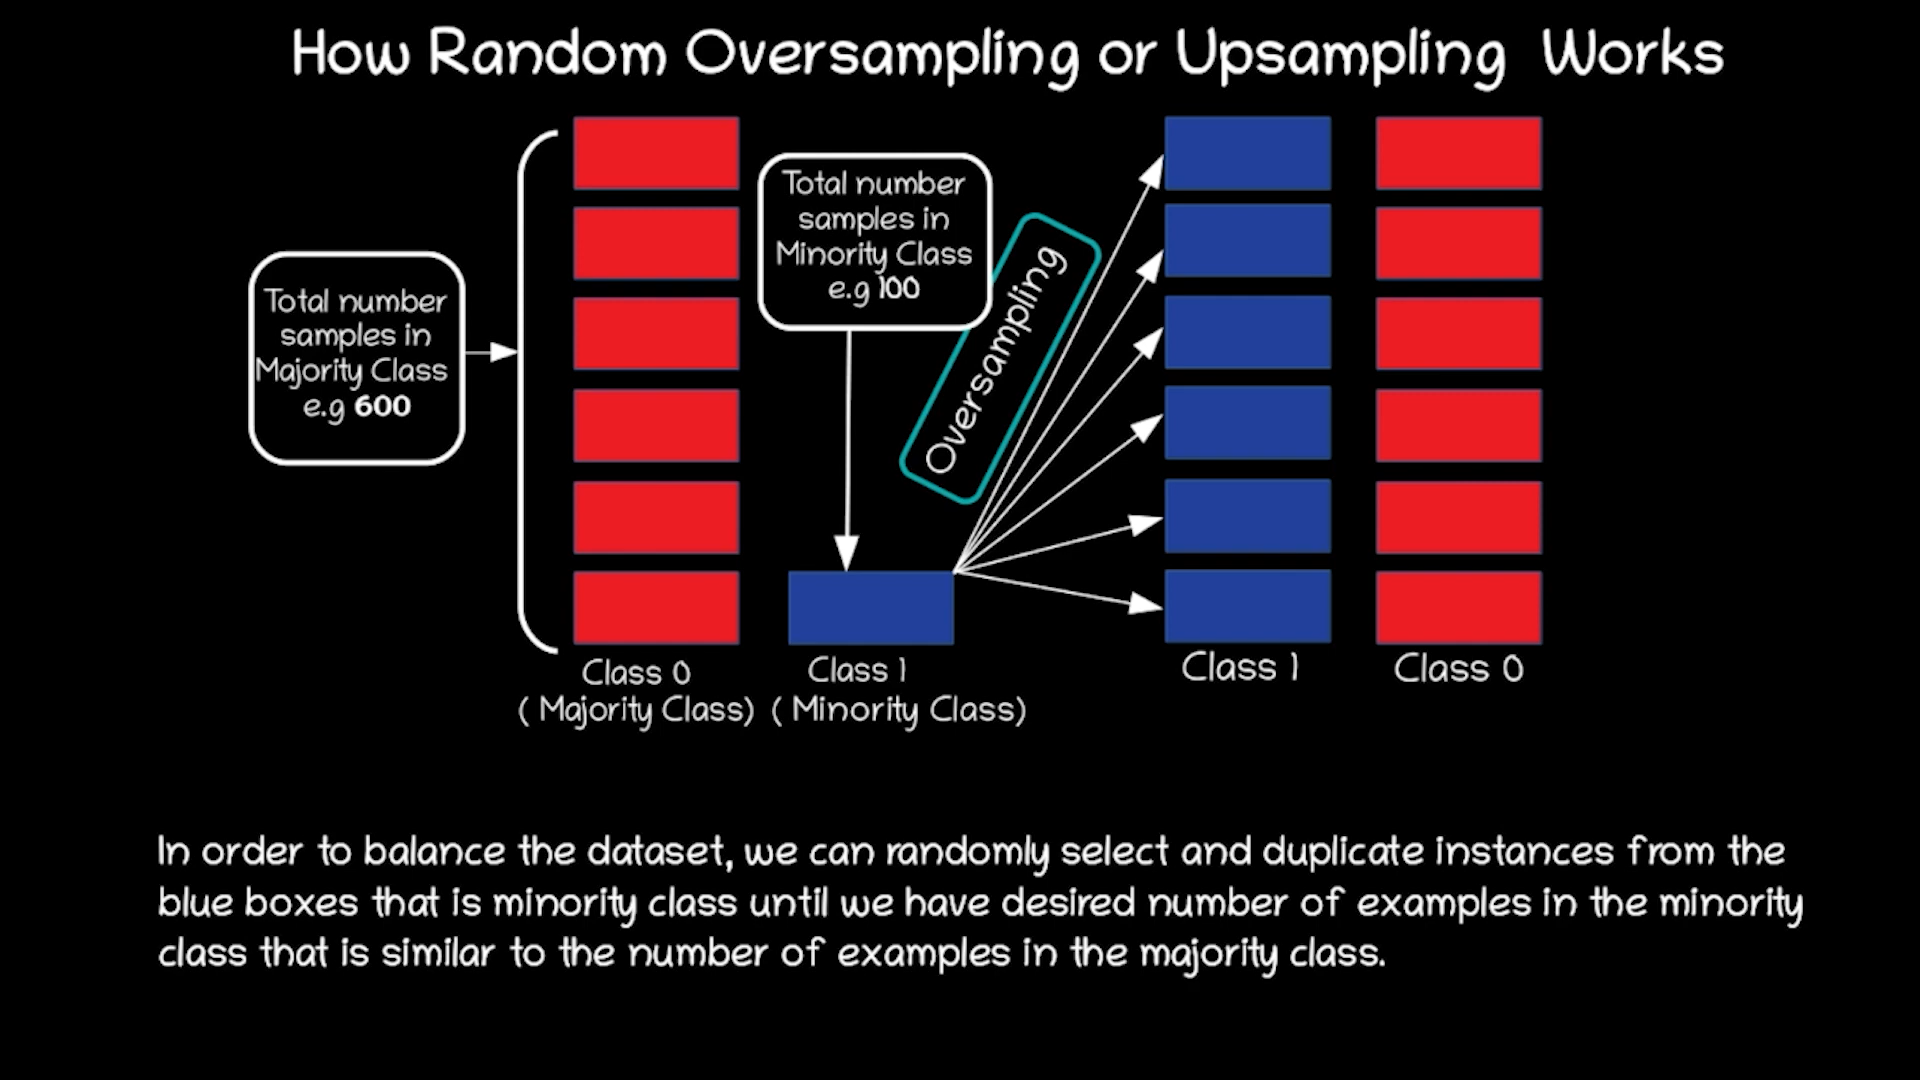 How Random Oversampling or Upsampling Works
Total number
samples in
Majority Class
e.g 600
Total number
samples in
Minority Class
e.g 100
Oversampling
Class 0
( Majority Class)
Class 1
( Minority Class)
Class 1
Class 0
In order to balance the dataset, we can randomly select and duplicate instances from the
blue boxes that is minority class until we have desired number of examples in the minority
class that is similar to the number of examples in the majority class.